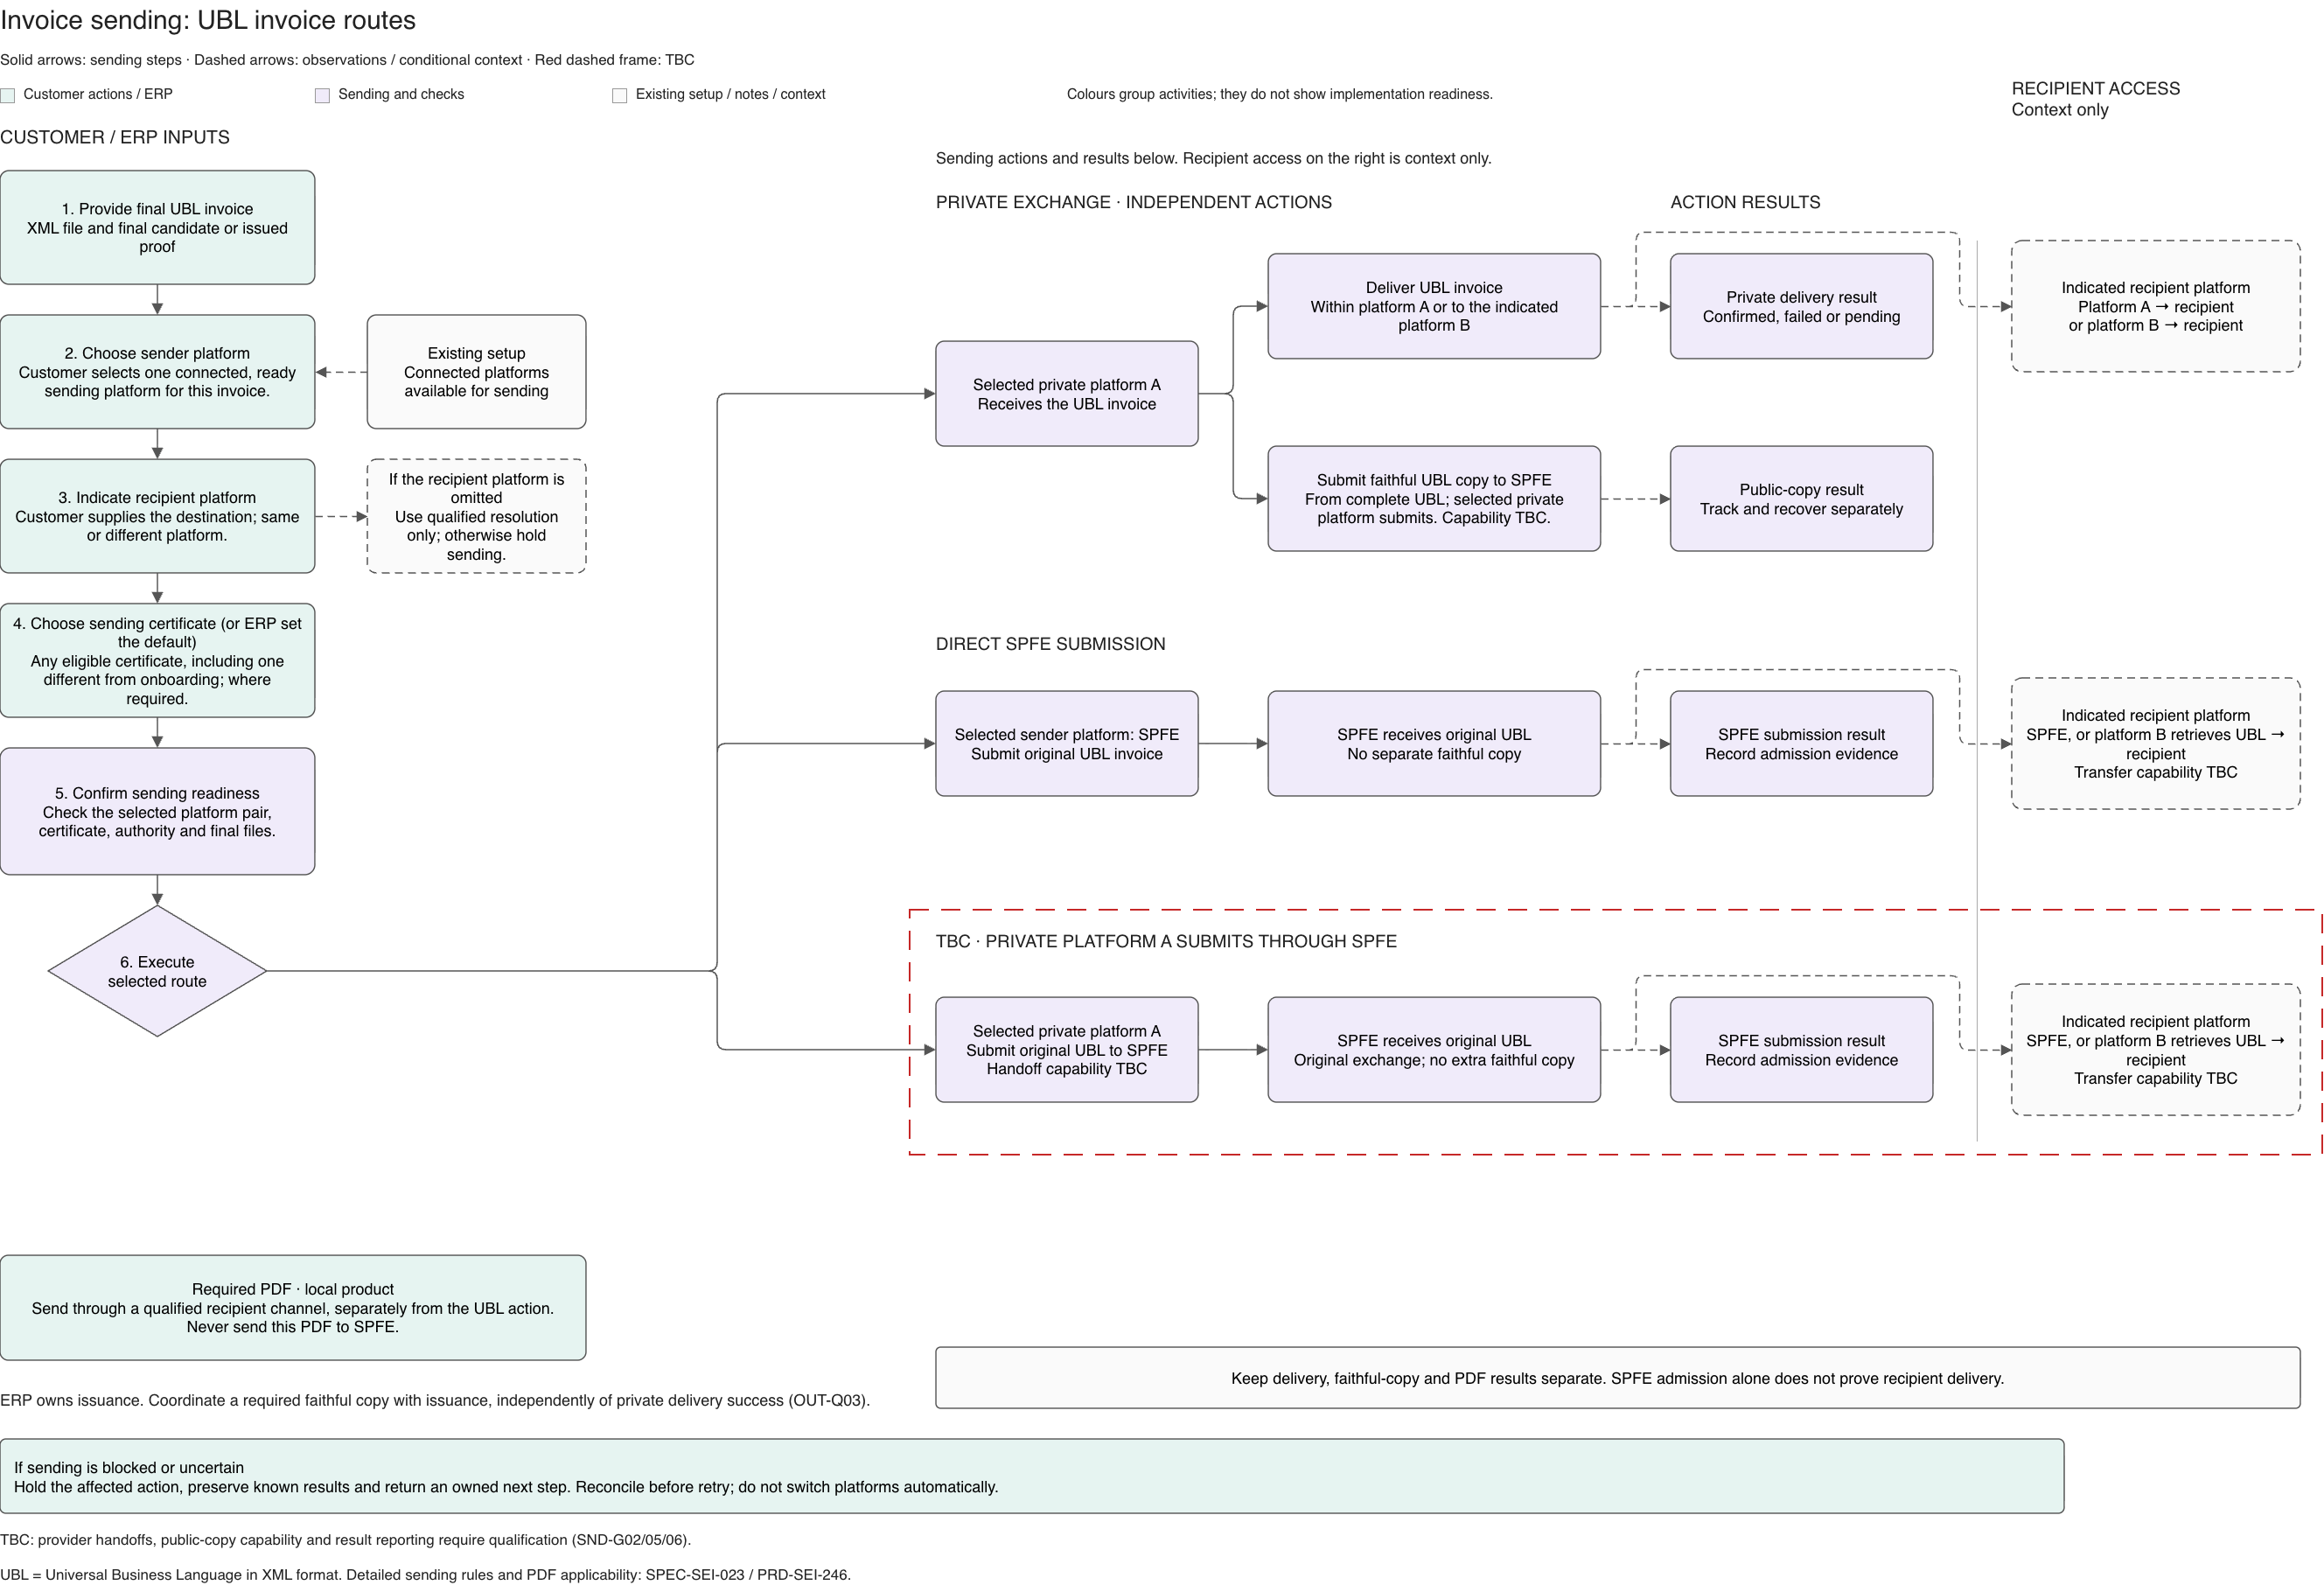 Invoice sending: UBL invoice routes
Solid arrows: sending steps · Dashed arrows: observations / conditional context · Red dashed frame: TBC
Customer actions / ERP
Sending and checks
Existing setup / notes / context
Colours group activities; they do not show implementation readiness.
RECIPIENT ACCESS
Context only
CUSTOMER / ERP INPUTS
Sending actions and results below. Recipient access on the right is context only.
PRIVATE EXCHANGE · INDEPENDENT ACTIONS
ACTION RESULTS
1. Provide final UBL invoice
XML file and final candidate or issued
proof
2. Choose sender platform
Customer selects one connected, ready
sending platform for this invoice.
Existing setup
Connected platforms
available for sending
3. Indicate recipient platform
Customer supplies the destination; same
or different platform.
If the recipient platform is
omitted
Use qualified resolution
only; otherwise hold
sending.
4. Choose sending certificate (or ERP set
the default)
Any eligible certificate, including one
different from onboarding; where
required.
5. Confirm sending readiness
Check the selected platform pair,
certificate, authority and final files.
6. Execute
selected route
Selected private platform A
Receives the UBL invoice
Deliver UBL invoice
Within platform A or to the indicated
platform B
Private delivery result
Confirmed, failed or pending
Indicated recipient platform
Platform A → recipient
or platform B → recipient
Submit faithful UBL copy to SPFE
From complete UBL; selected private
platform submits. Capability TBC.
Public-copy result
Track and recover separately
DIRECT SPFE SUBMISSION
Selected sender platform: SPFE
Submit original UBL invoice
SPFE receives original UBL
No separate faithful copy
SPFE submission result
Record admission evidence
Indicated recipient platform
SPFE, or platform B retrieves UBL →
recipient
Transfer capability TBC
TBC · PRIVATE PLATFORM A SUBMITS THROUGH SPFE
Selected private platform A
Submit original UBL to SPFE
Handoff capability TBC
SPFE receives original UBL
Original exchange; no extra faithful copy
SPFE submission result
Record admission evidence
Indicated recipient platform
SPFE, or platform B retrieves UBL →
recipient
Transfer capability TBC
Required PDF · local product
Send through a qualified recipient channel, separately from the UBL action.
Never send this PDF to SPFE.
Keep delivery, faithful-copy and PDF results separate. SPFE admission alone does not prove recipient delivery.
ERP owns issuance. Coordinate a required faithful copy with issuance, independently of private delivery success (OUT-Q03).
If sending is blocked or uncertain
Hold the affected action, preserve known results and return an owned next step. Reconcile before retry; do not switch platforms automatically.
TBC: provider handoffs, public-copy capability and result reporting require qualification (SND-G02/05/06).
UBL = Universal Business Language in XML format. Detailed sending rules and PDF applicability: SPEC-SEI-023 / PRD-SEI-246.